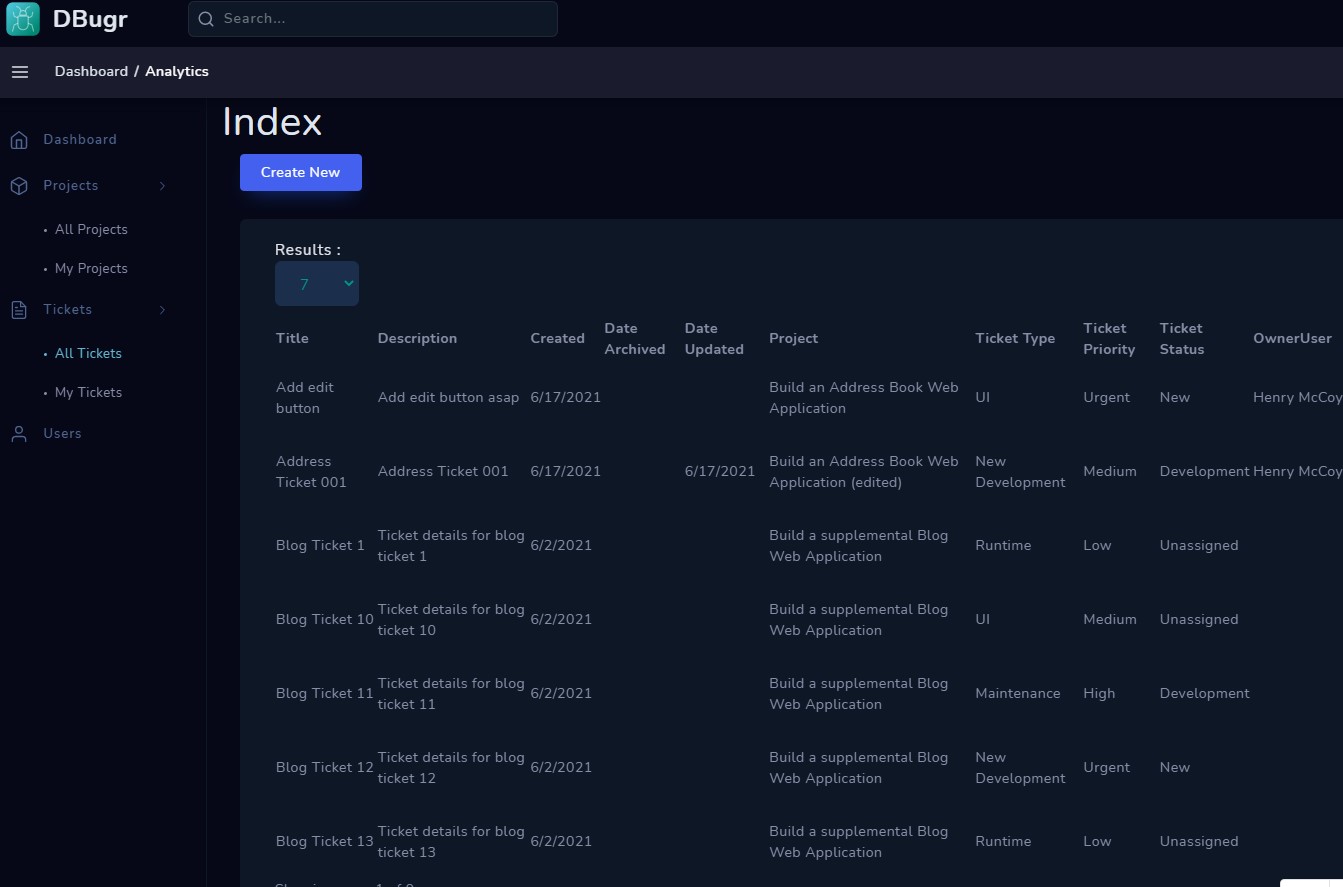 DBugr
Search...
Dashboard / Analytics
Dashboard
Projects
All Projects
My Projects
Tickets
All Tickets
My Tickets
Users
Index
Create New
Results :
7
Title Description Created Date Archived Date Updated Project Ticket Type Ticket Priority Ticket Status OwnerUser
Add edit button Add edit button asap 6/17/2021 Build an Address Book Web Application UI Urgent New Henry McCoy
Address Ticket 001 Address Ticket 001 6/17/2021 6/17/2021 Build an Address Book Web Application (edited) New Development Medium Development Henry McCoy
Blog Ticket 1 Ticket details for blog ticket 1 6/2/2021 Build a supplemental Blog Web Application Runtime Low Unassigned
Blog Ticket 10 Ticket details for blog ticket 10 6/2/2021 Build a supplemental Blog Web Application UI Medium Unassigned
Blog Ticket 11 Ticket details for blog ticket 11 6/2/2021 Build a supplemental Blog Web Application Maintenance High Development
Blog Ticket 12 Ticket details for blog ticket 12 6/2/2021 Build a supplemental Blog Web Application New Development Urgent New
Blog Ticket 13 Ticket details for blog ticket 13 6/2/2021 Build a supplemental Blog Web Application Runtime Low Unassigned